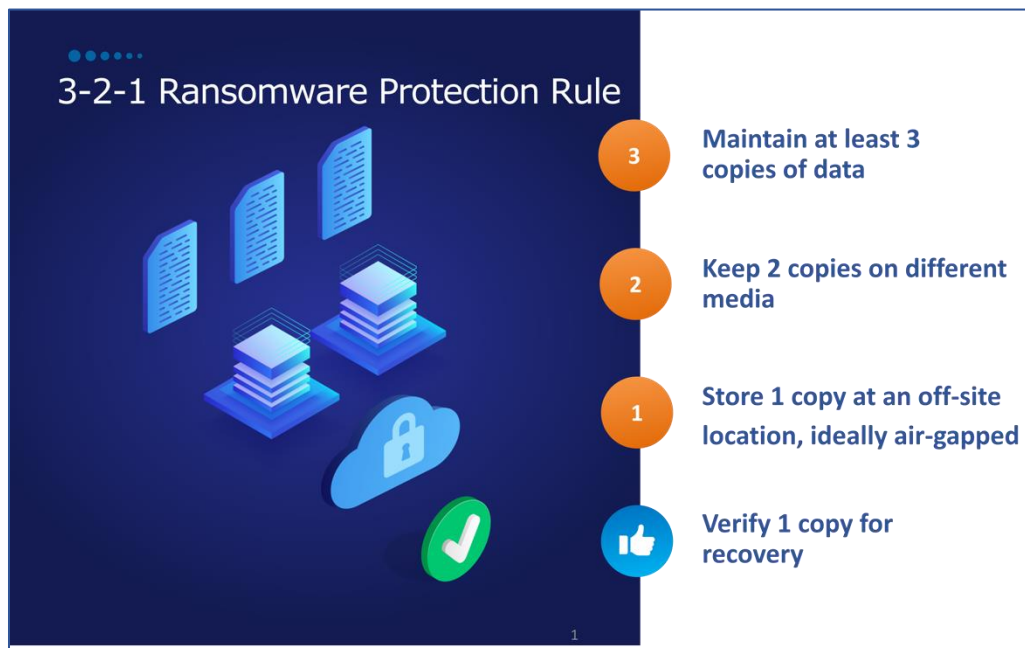 3-2-1 Ransomware Protection Rule
3
Maintain at least 3
copies of data
2
Keep 2 copies on different
media
1
Store 1 copy at an off-site
location, ideally air-gapped
Verify 1 copy for
recovery
1